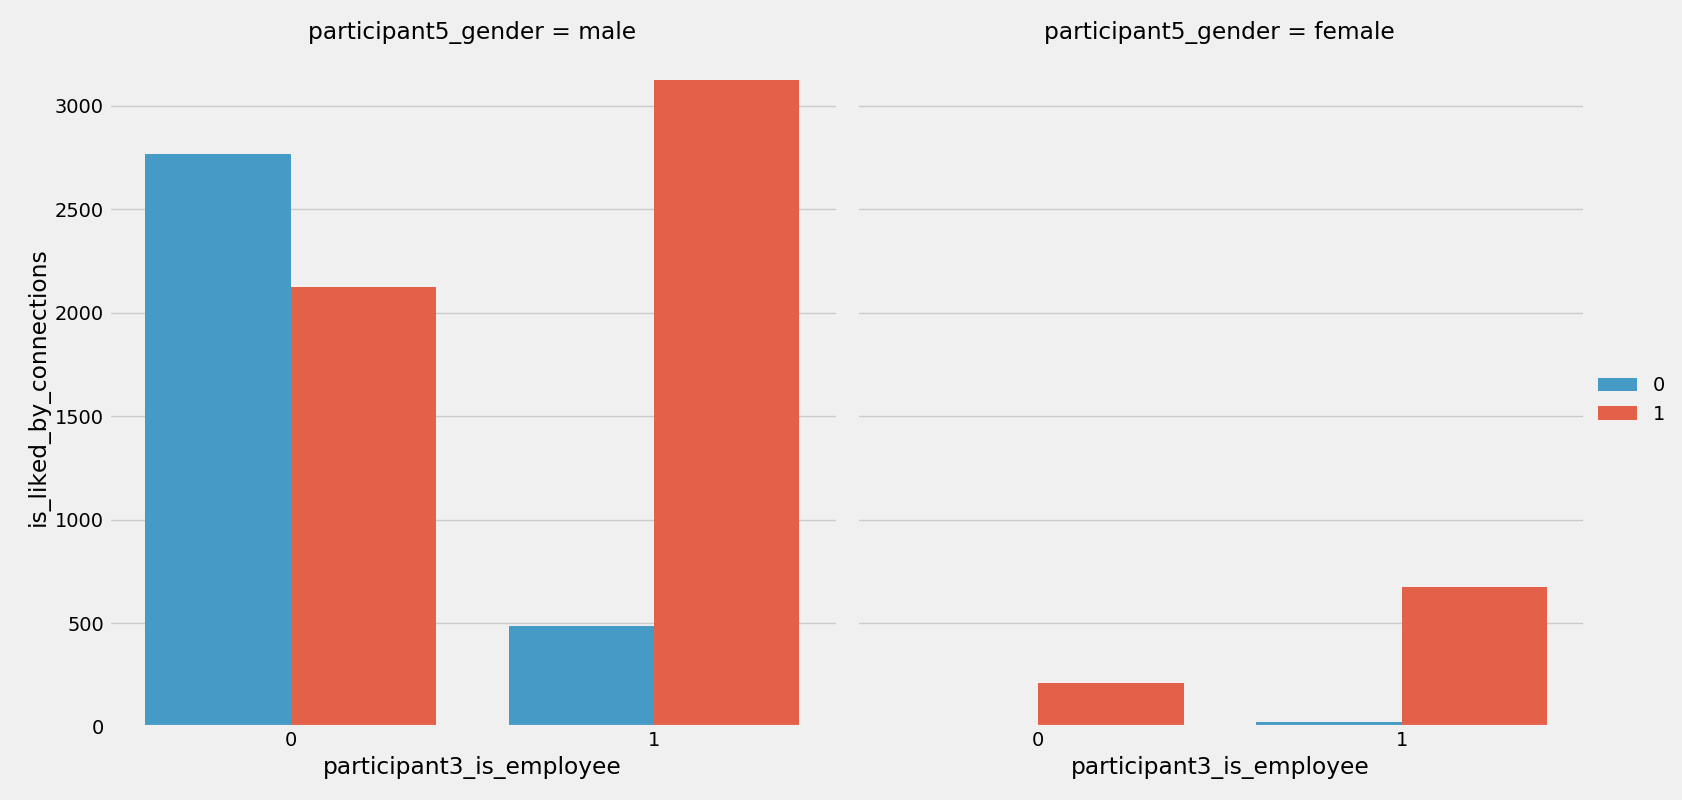 participant5_gender = male
participant5_gender = female
is_liked_by_connections
3000
2500
2000
1500
1000
500
0
0 1
0 1
participant3_is_employee
participant3_is_employee
0
1